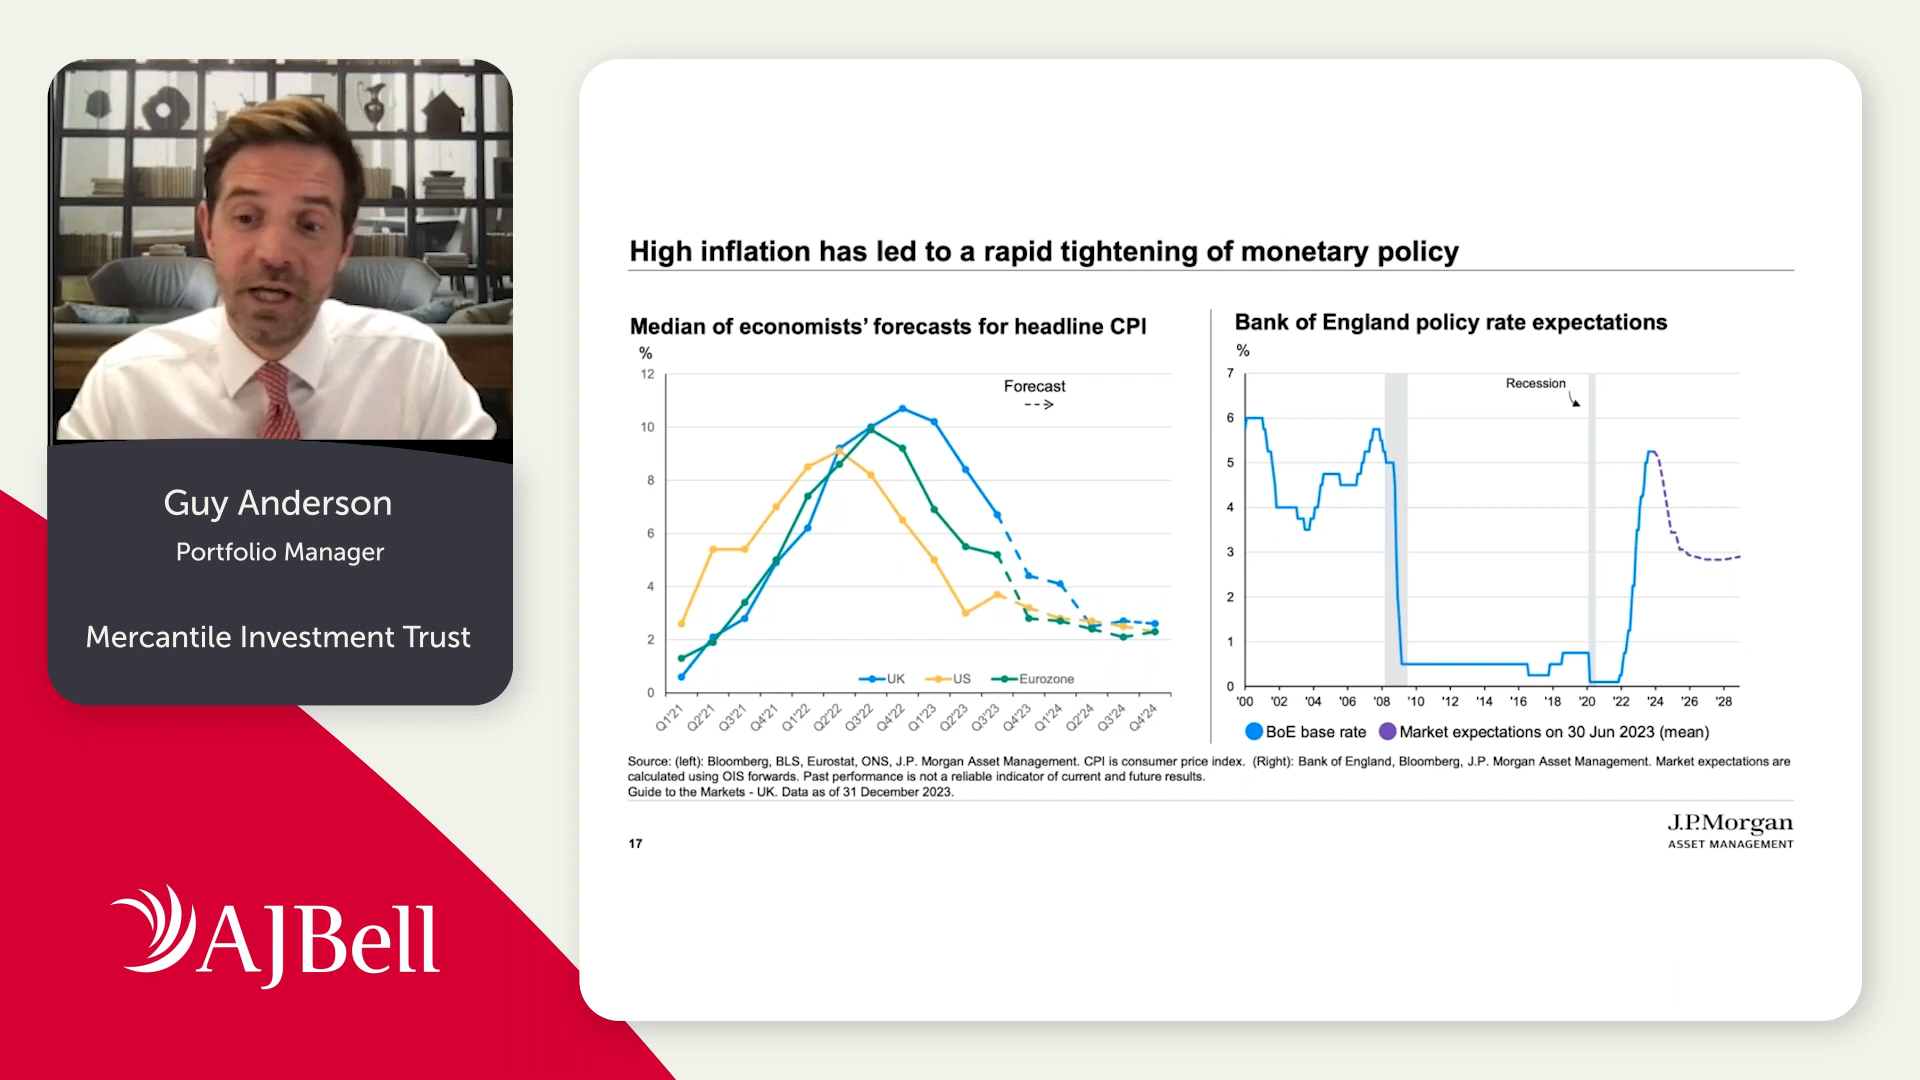 Guy Anderson
Portfolio Manager
Mercantile Investment Trust
AJBell
High inflation has led to a rapid tightening of monetary policy
Median of economists’ forecasts for headline CPI
%
12
10
8
6
4
2
0
Forecast
UK US Eurozone
Q1'21 Q2'21 Q3'21 Q4'21 Q1'22 Q2'22 Q3'22 Q4'22 Q1'23 Q2'23 Q3'23 Q4'23 Q1'24 Q2'24 Q3'24 Q4'24
Bank of England policy rate expectations
%
7
6
5
4
3
2
1
0
Recession
'00 '02 '04 '06 '08 '10 '12 '14 '16 '18 '20 '22 '24 '26 '28
BoE base rate Market expectations on 30 Jun 2023 (mean)
Source: (left): Bloomberg, BLS, Eurostat, ONS, J.P. Morgan Asset Management. CPI is consumer price index. (Right): Bank of England, Bloomberg, J.P. Morgan Asset Management. Market expectations are
calculated using OIS forwards. Past performance is not a reliable indicator of current and future results.
Guide to the Markets - UK. Data as of 31 December 2023.
17
J.P.Morgan
ASSET MANAGEMENT